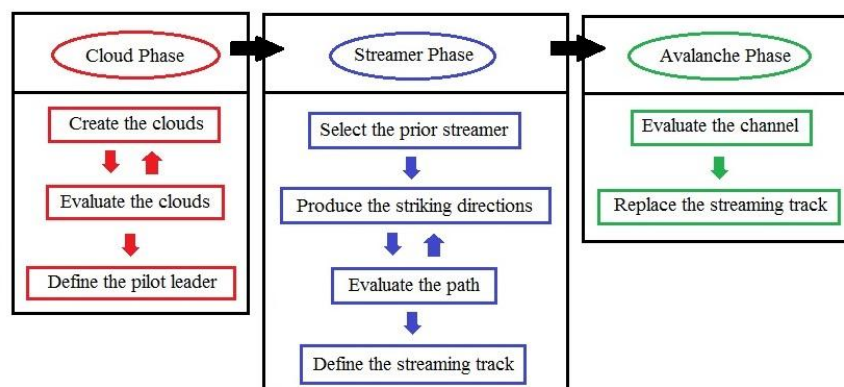 Cloud Phase
Create the clouds
Evaluate the clouds
Define the pilot leader
Streamer Phase
Select the prior streamer
Produce the striking directions
Evaluate the path
Define the streaming track
Avalanche Phase
Evaluate the channel
Replace the streaming track